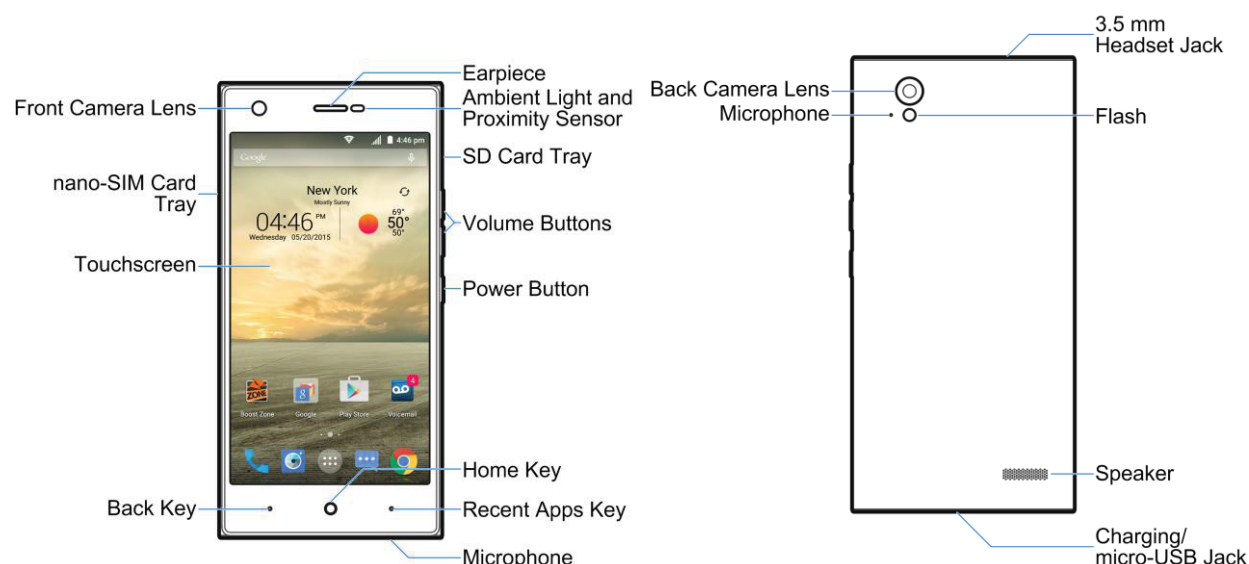 Front Camera Lens
nano-SIM Card
Tray
Touchscreen
Back Key
Earpiece
Ambient Light and
Proximity Sensor
SD Card Tray
Volume Buttons
Power Button
Home Key
Recent Apps Key
Microphone
4:46 pm
Google
New York
Mostly Sunny
04:46 PM
Wednesday 05/20/2015
69°
50°
50°
ZONE
8
4
Boost Zone
Google
Play Store
Voicemail
Back Camera Lens
Microphone
3.5 mm
Headset Jack
Flash
Speaker
Charging/
micro-USB Jack